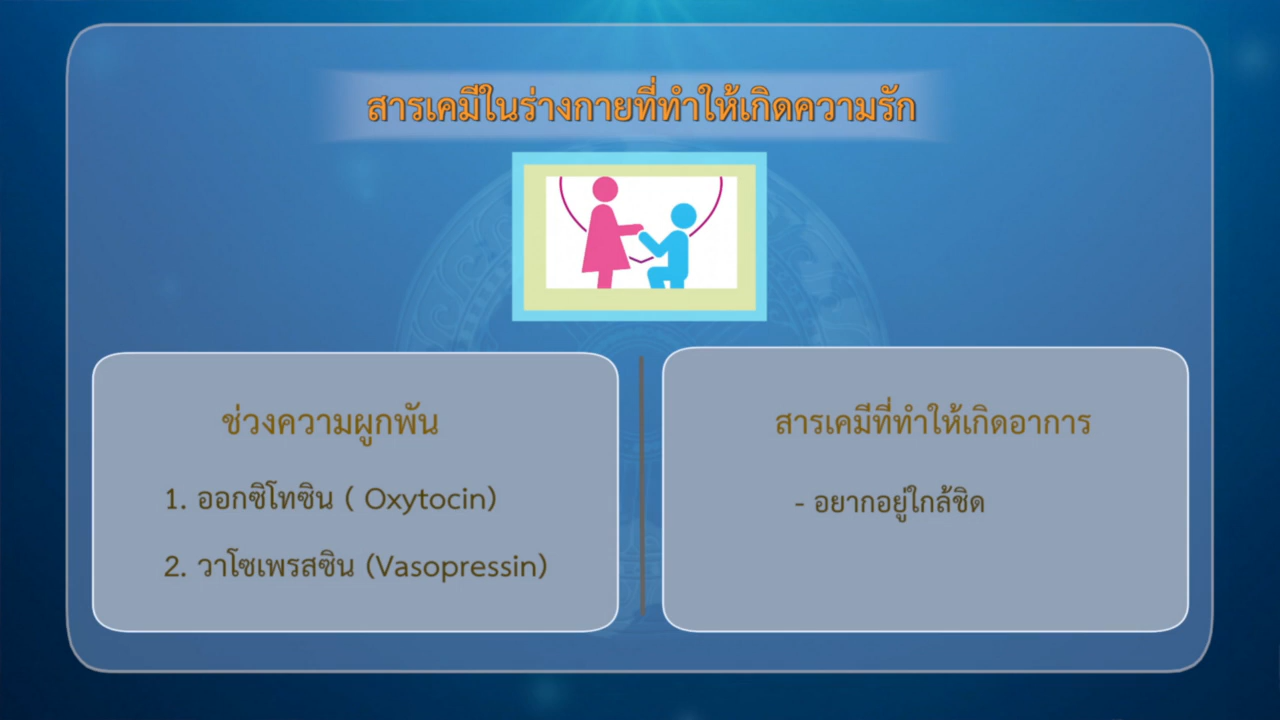 สารเคมีในร่างกายที่ทำให้เกิดความรัก
ช่วงความผูกพัน
1. ออกซิโทซิน ( Oxytocin)
2. วาโซเพรสซิน (Vasopressin)
สารเคมีที่ทำให้เกิดอาการ
- อยากอยู่ใกล้ชิด